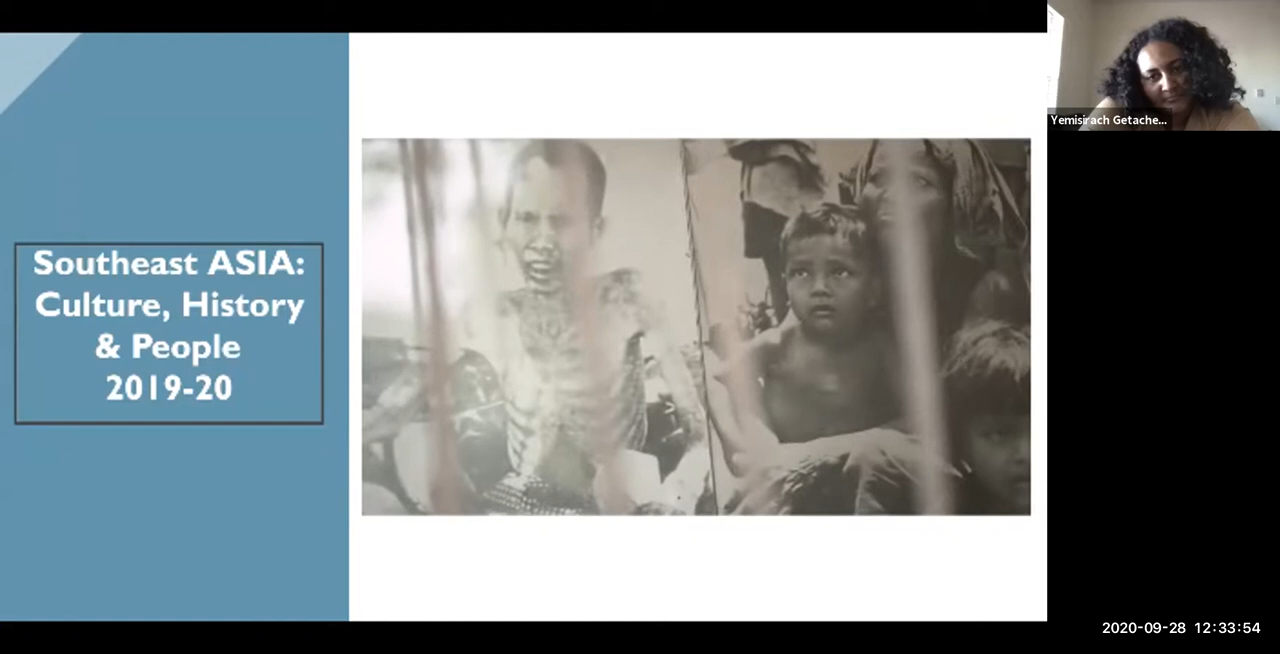 Southeast ASIA:
Culture, History
& People
2019-20
Yemisirach Getache...
2020-09-28 12:33:54